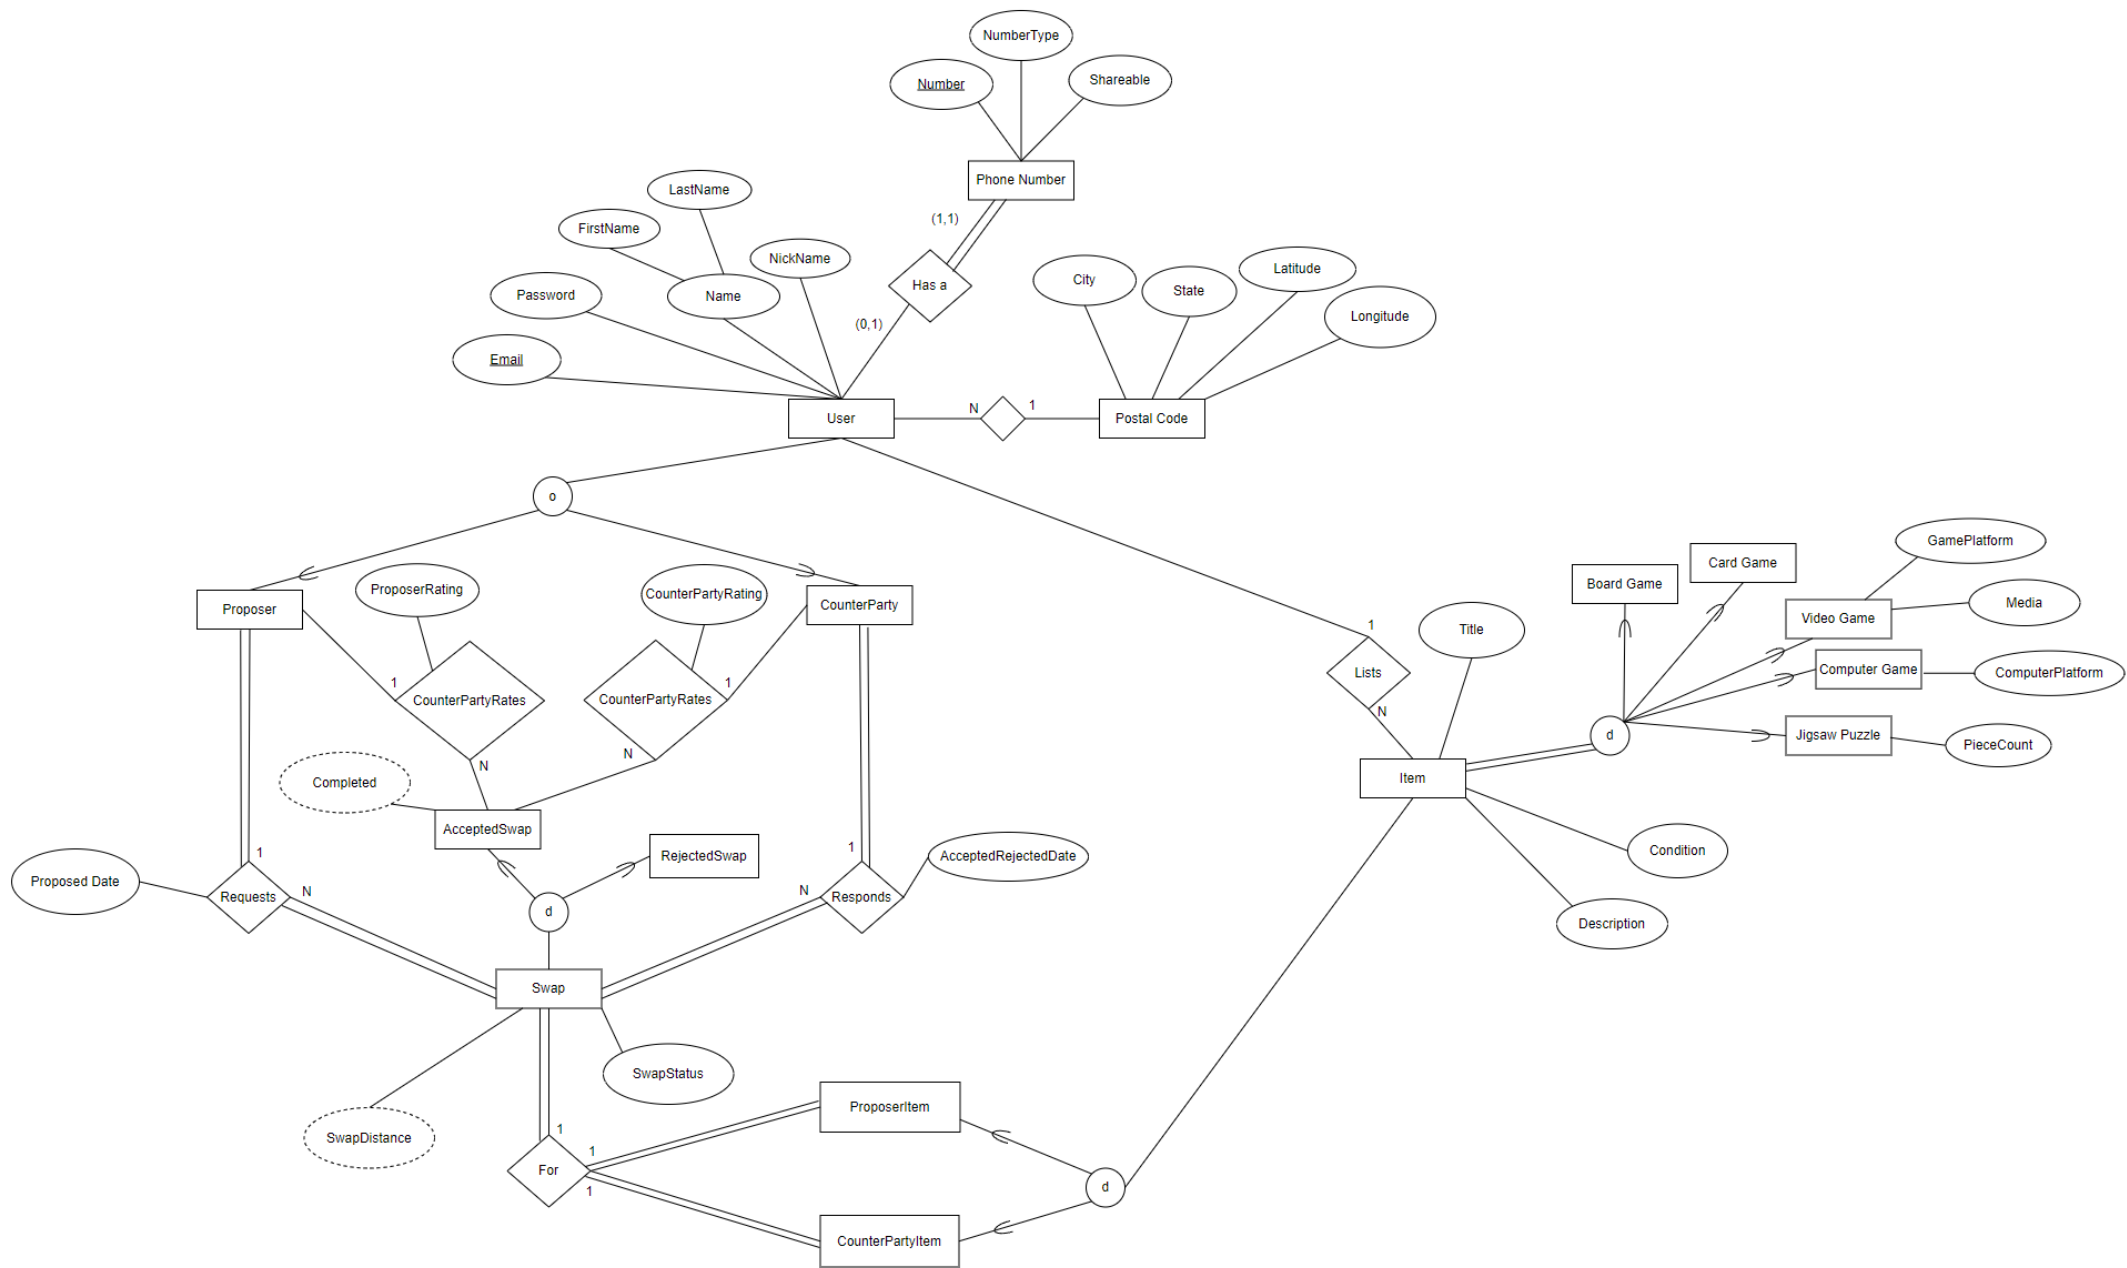 NumberType
Number
Shareable
Phone Number
LastName
(1,1)
FirstName
NickName
Has a
City
State
Latitude
Longitude
Password
Name
(0,1)
Email
User
N
1
Postal Code
o
Proposer
ProposerRating
CounterPartyRating
CounterParty
1
CounterPartyRates
N
CounterPartyRates
1
N
Completed
AcceptedSwap
RejectedSwap
1
Lists
N
Title
Board Game
Card Game
GamePlatform
Video Game
Media
Computer Game
ComputerPlatform
d
Jigsaw Puzzle
PieceCount
Item
Condition
Description
Proposed Date
1
Requests
N
d
1
N
Responds
AcceptedRejectedDate
Swap
SwapStatus
SwapDistance
1
For
1
1
ProposerItem
d
CounterPartyItem